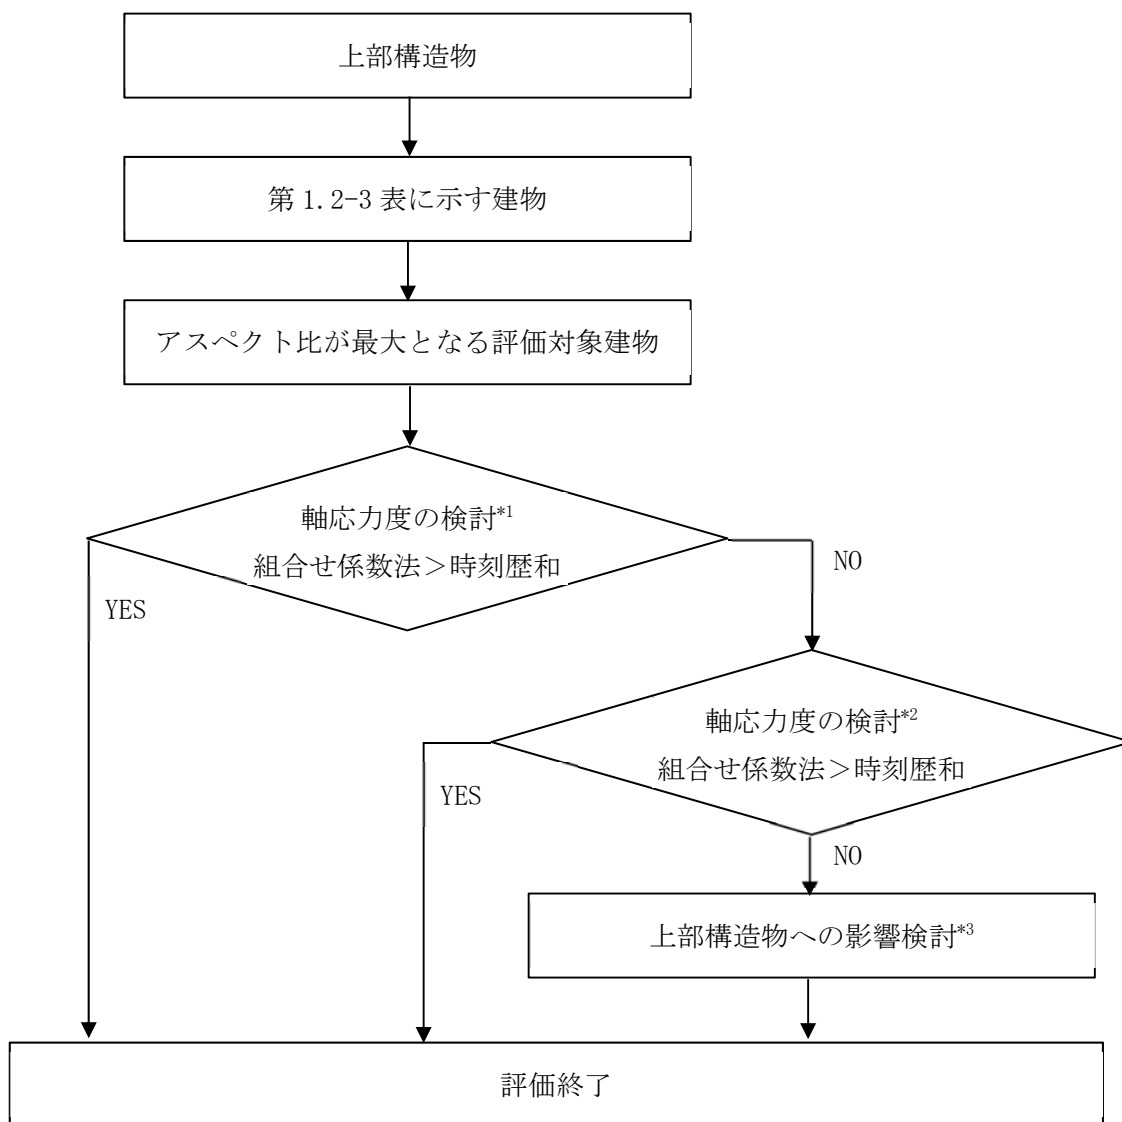 上部構造物
第 1.2-3 表に示す建物
アスペクト比が最大となる評価対象建物
軸応力度の検討*1
組合せ係数法＞時刻歴和
NO
YES
軸応力度の検討*2
組合せ係数法＞時刻歴和
YES
NO
上部構造物への影響検討*3
評価終了